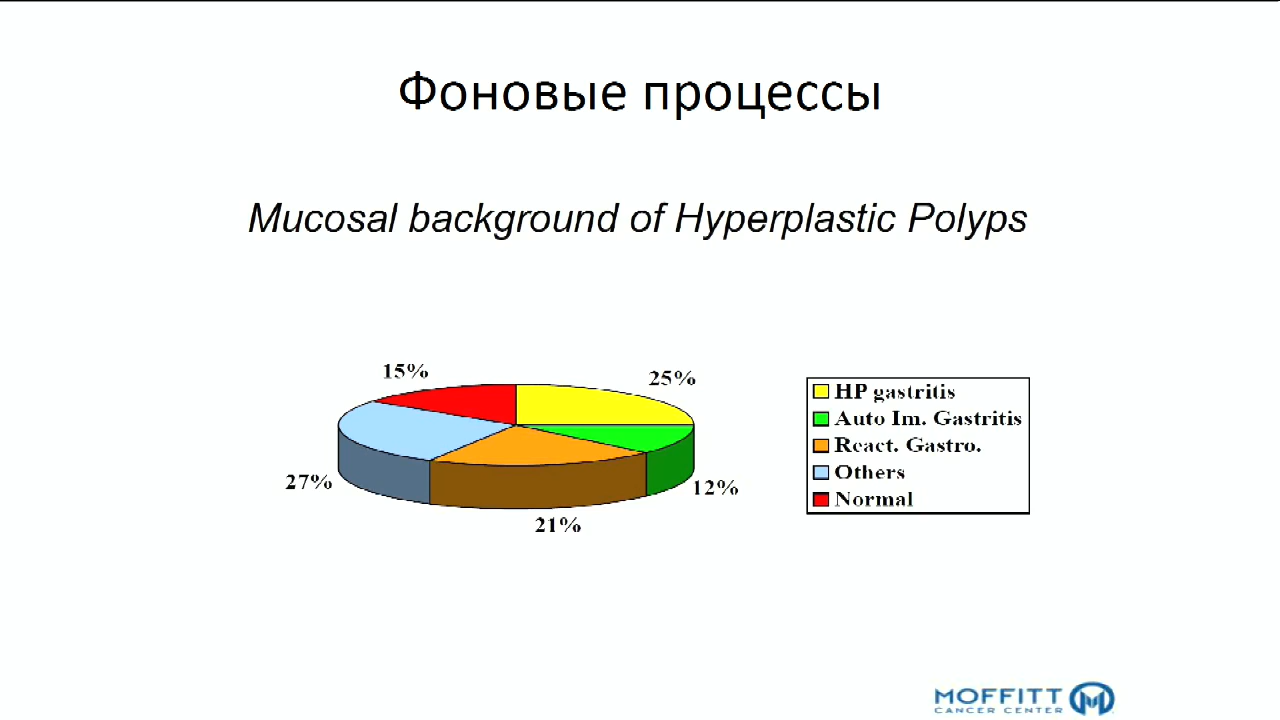 Фоновые процессы
Mucosal background of Hyperplastic Polyps
15%
25%
27%
12%
21%
HP gastritis
Auto Im. Gastritis
React. Gastro.
Others
Normal
MOFFITT
CANCER CENTER